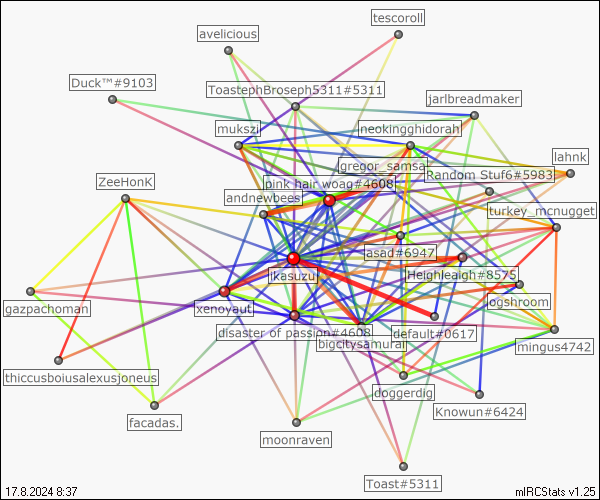 tescoroll
avelicious
Duck™#9103
ToastephBroseph5311#5311
jarlbreadmaker
mukszi
neokingghidorah
lahnk
gregor_samsa
Random Stuf6#5983
ZeeHonK
pink hair woag#4608
andnewbees
turkey_mcnugget
asad#6947
ikasuzui
Heighleaigh#8575
ogshroom
gazpachoman
xenoyaut
disaster of passion#4608
default#0617
bigcitysamurai
mingus4742
thiccusboiusalexusjoneus
doggerdig
Knowun#6424
facadas.
moonraven
Toast#5311
17.8.2024 8:37
mIRCStats v1.25